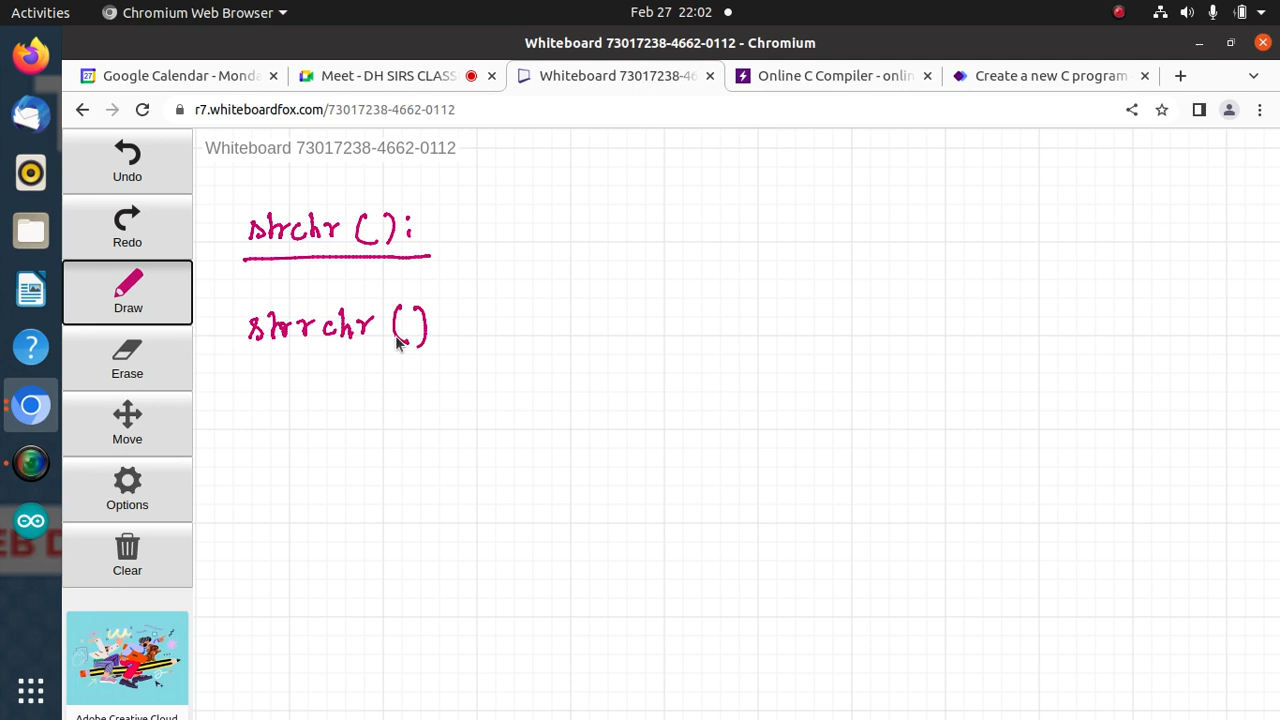 Activities Chromium Web Browser Feb 27 22:02
Whiteboard 73017238-4662-0112 - Chromium
Google Calendar - Monda Meet - DH SIRS CLASS Whiteboard 73017238-46 Online C Compiler - onlin Create a new C program
r7.whiteboardfox.com/73017238-4662-0112
Whiteboard 73017238-4662-0112
Undo
strchr ():
Redo
Draw
strrchr ()
Erase
Move
Options
Clear
Adobe Creative Cloud